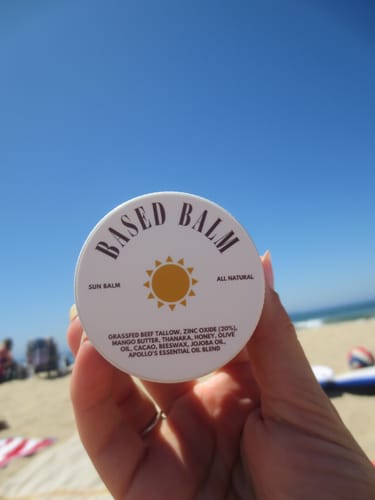 BASED BALM
SUN BALM
ALL NATURAL
GRASSFED BEEF TALLOW, ZINC OXIDE (20%),
MANGO BUTTER, THANAKA, HONEY, OLIVE
OIL, CACAO, BEESWAX, JOJOBA OIL,
APOLLO'S ESSENTIAL OIL BLEND